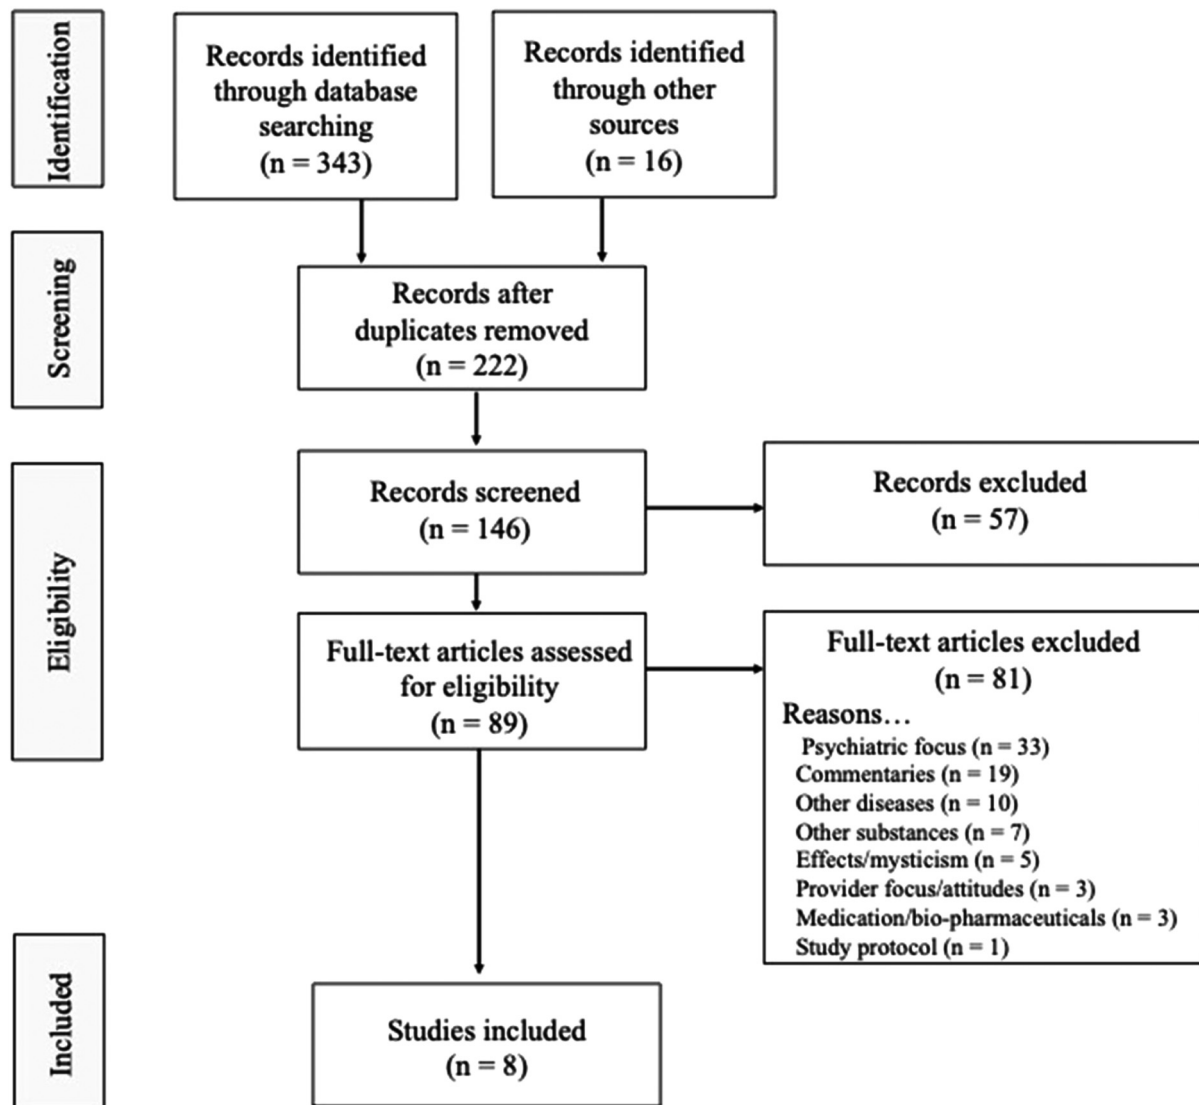 Identification
Records identified
through database
searching
(n = 343)
Records identified
through other
sources
(n = 16)
Screening
Records after
duplicates removed
(n = 222)
Eligibility
Records screened
(n = 146)
Records excluded
(n = 57)
Full-text articles assessed
for eligibility
(n = 89)
Full-text articles excluded
(n = 81)
Reasons…
Psychiatric focus (n = 33)
Commentaries (n = 19)
Other diseases (n = 10)
Other substances (n = 7)
Effects/mysticism (n = 5)
Provider focus/attitudes (n = 3)
Medication/bio-pharmaceuticals (n = 3)
Study protocol (n = 1)
Included
Studies included
(n = 8)